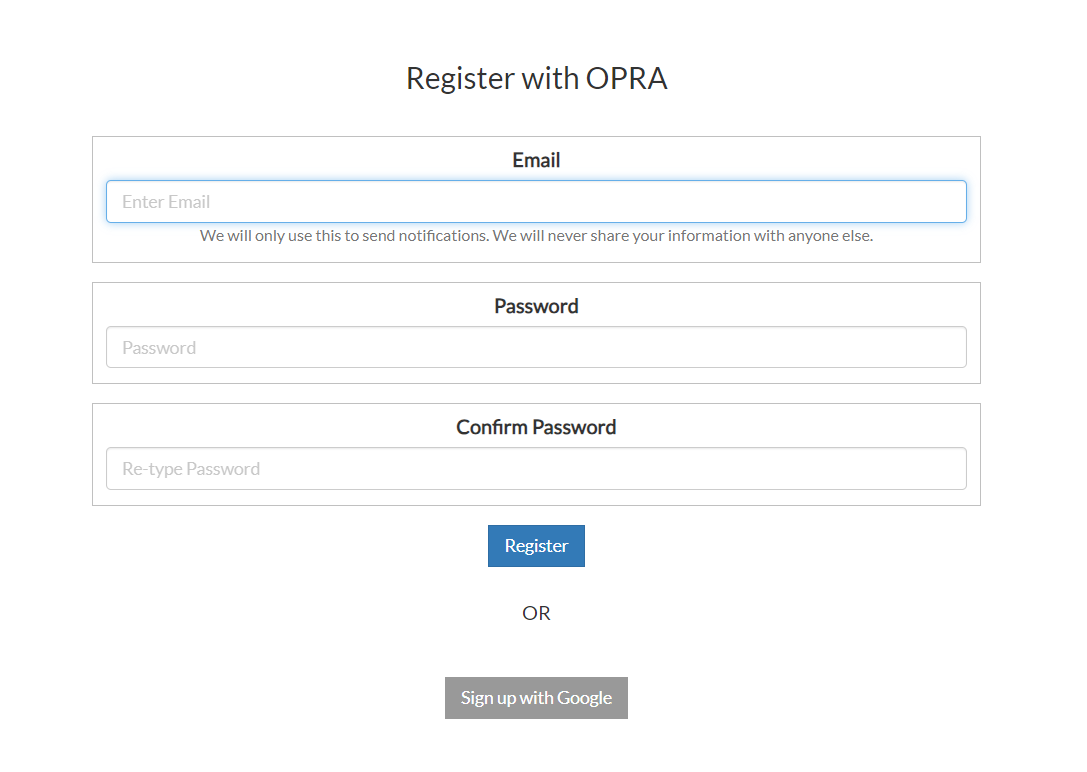 Register with OPRA
Email
Enter Email
We will only use this to send notifications. We will never share your information with anyone else.
Password
Password
Confirm Password
Re-type Password
Register
OR
Sign up with Google